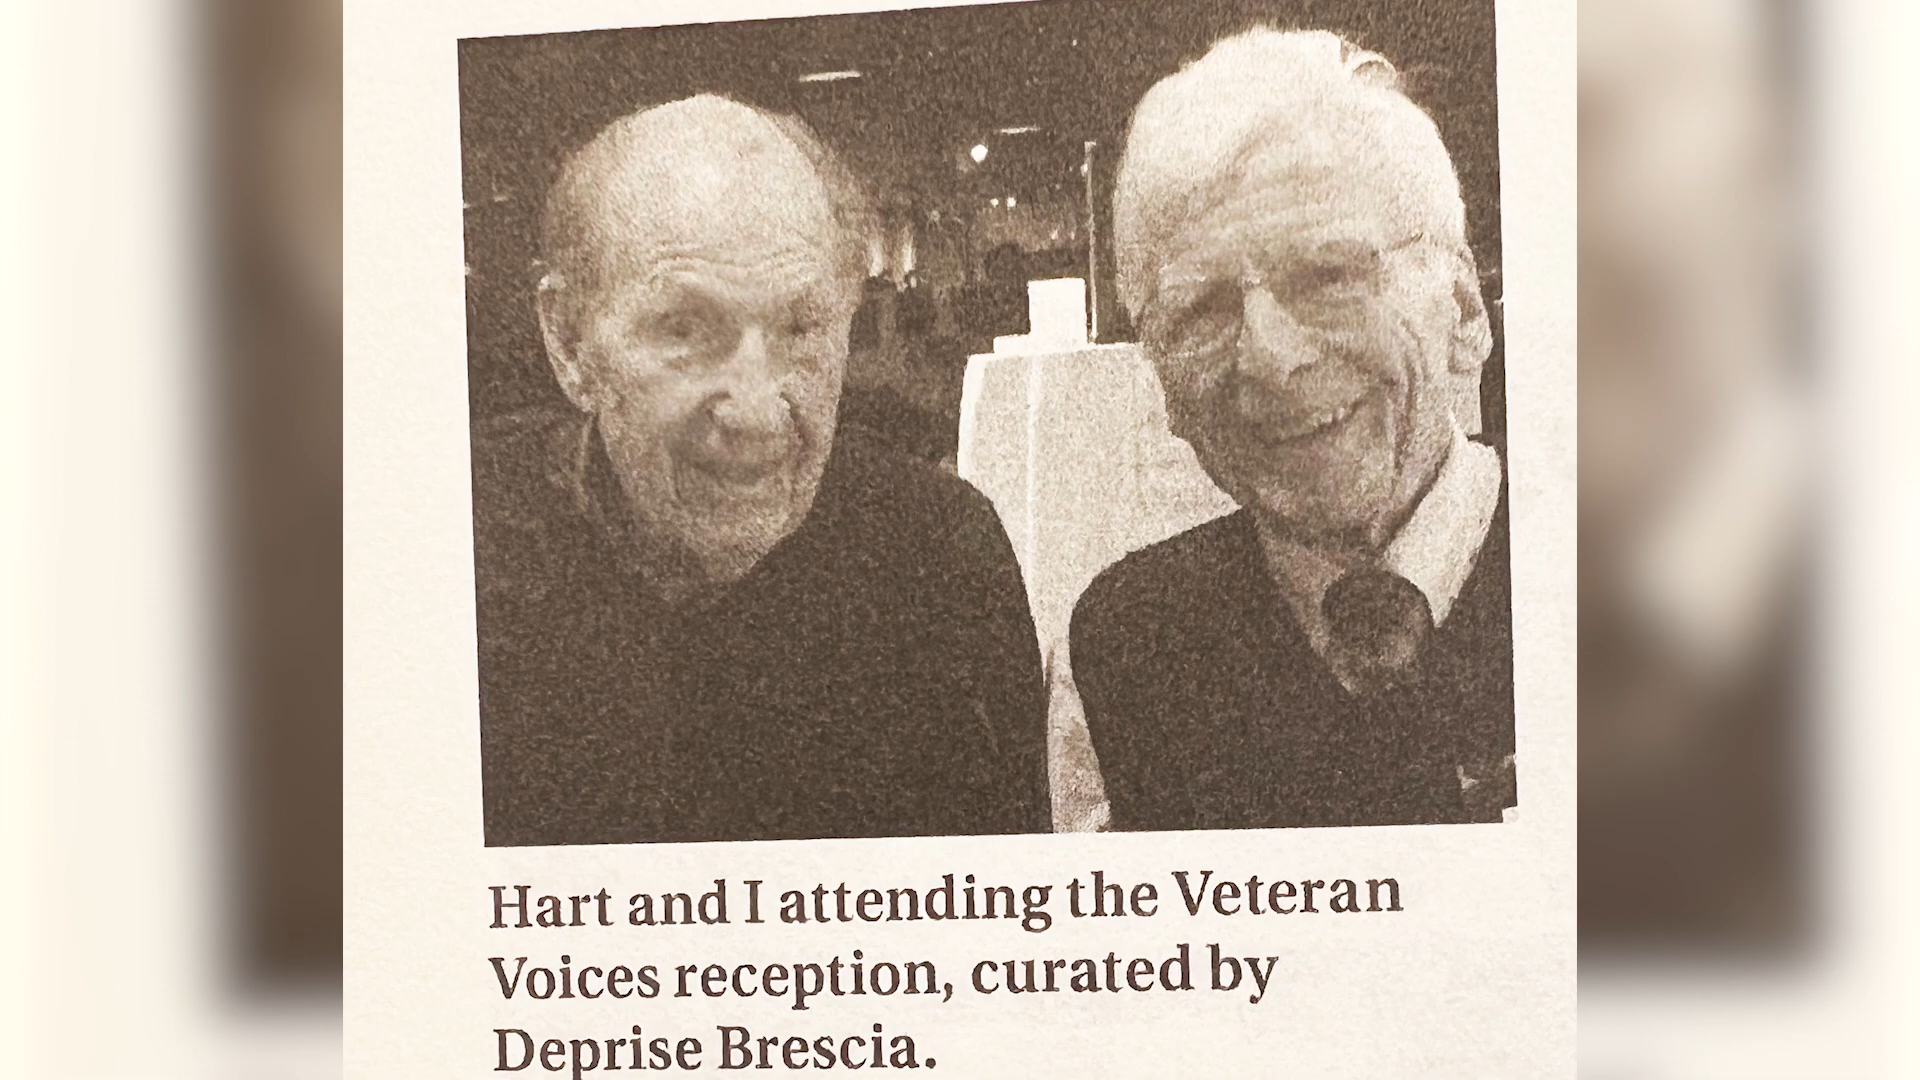 Hart and I attending the Veteran
Voices reception, curated by
Deprise Brescia.